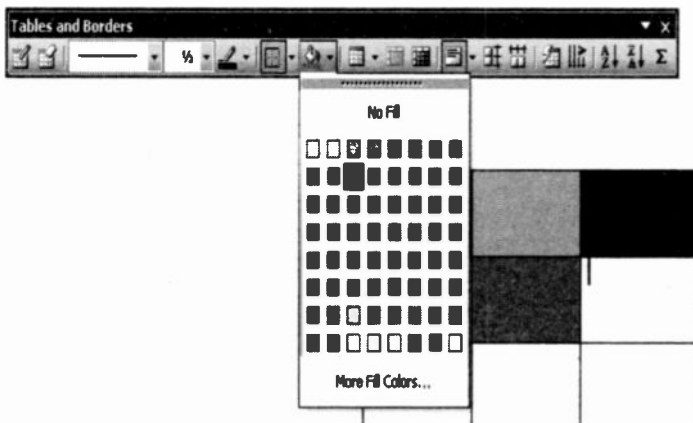 Tables and Borders
½
A Z Z A Σ
No Fill
More Fill Colors...